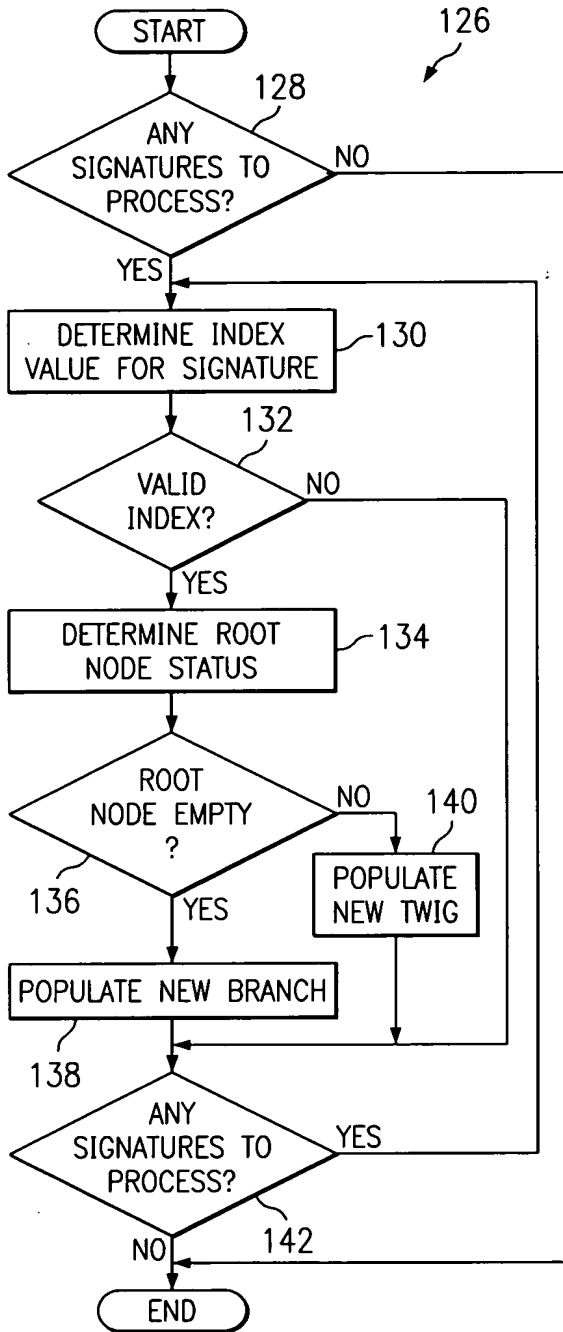 START
126
128
ANY
SIGNATURES TO
PROCESS?
NO
YES
DETERMINE INDEX
VALUE FOR SIGNATURE
130
132
VALID
INDEX?
NO
YES
DETERMINE ROOT
NODE STATUS
134
ROOT
NODE EMPTY
?
NO
136
YES
140
POPULATE
NEW TWIG
POPULATE NEW BRANCH
138
ANY
SIGNATURES TO
PROCESS?
YES
142
NO
END